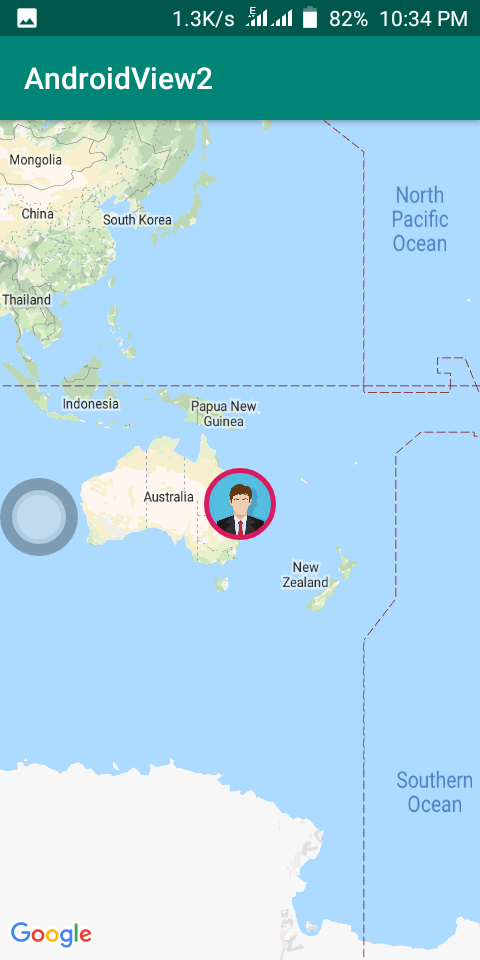 1.3K/s E 82% 10:34 PM
AndroidView2
Mongolia
China
South Korea
Thailand
North
Pacific
Ocean
Indonesia
Papua New
Guinea
Australia
New
Zealand
Southern
Ocean
Google